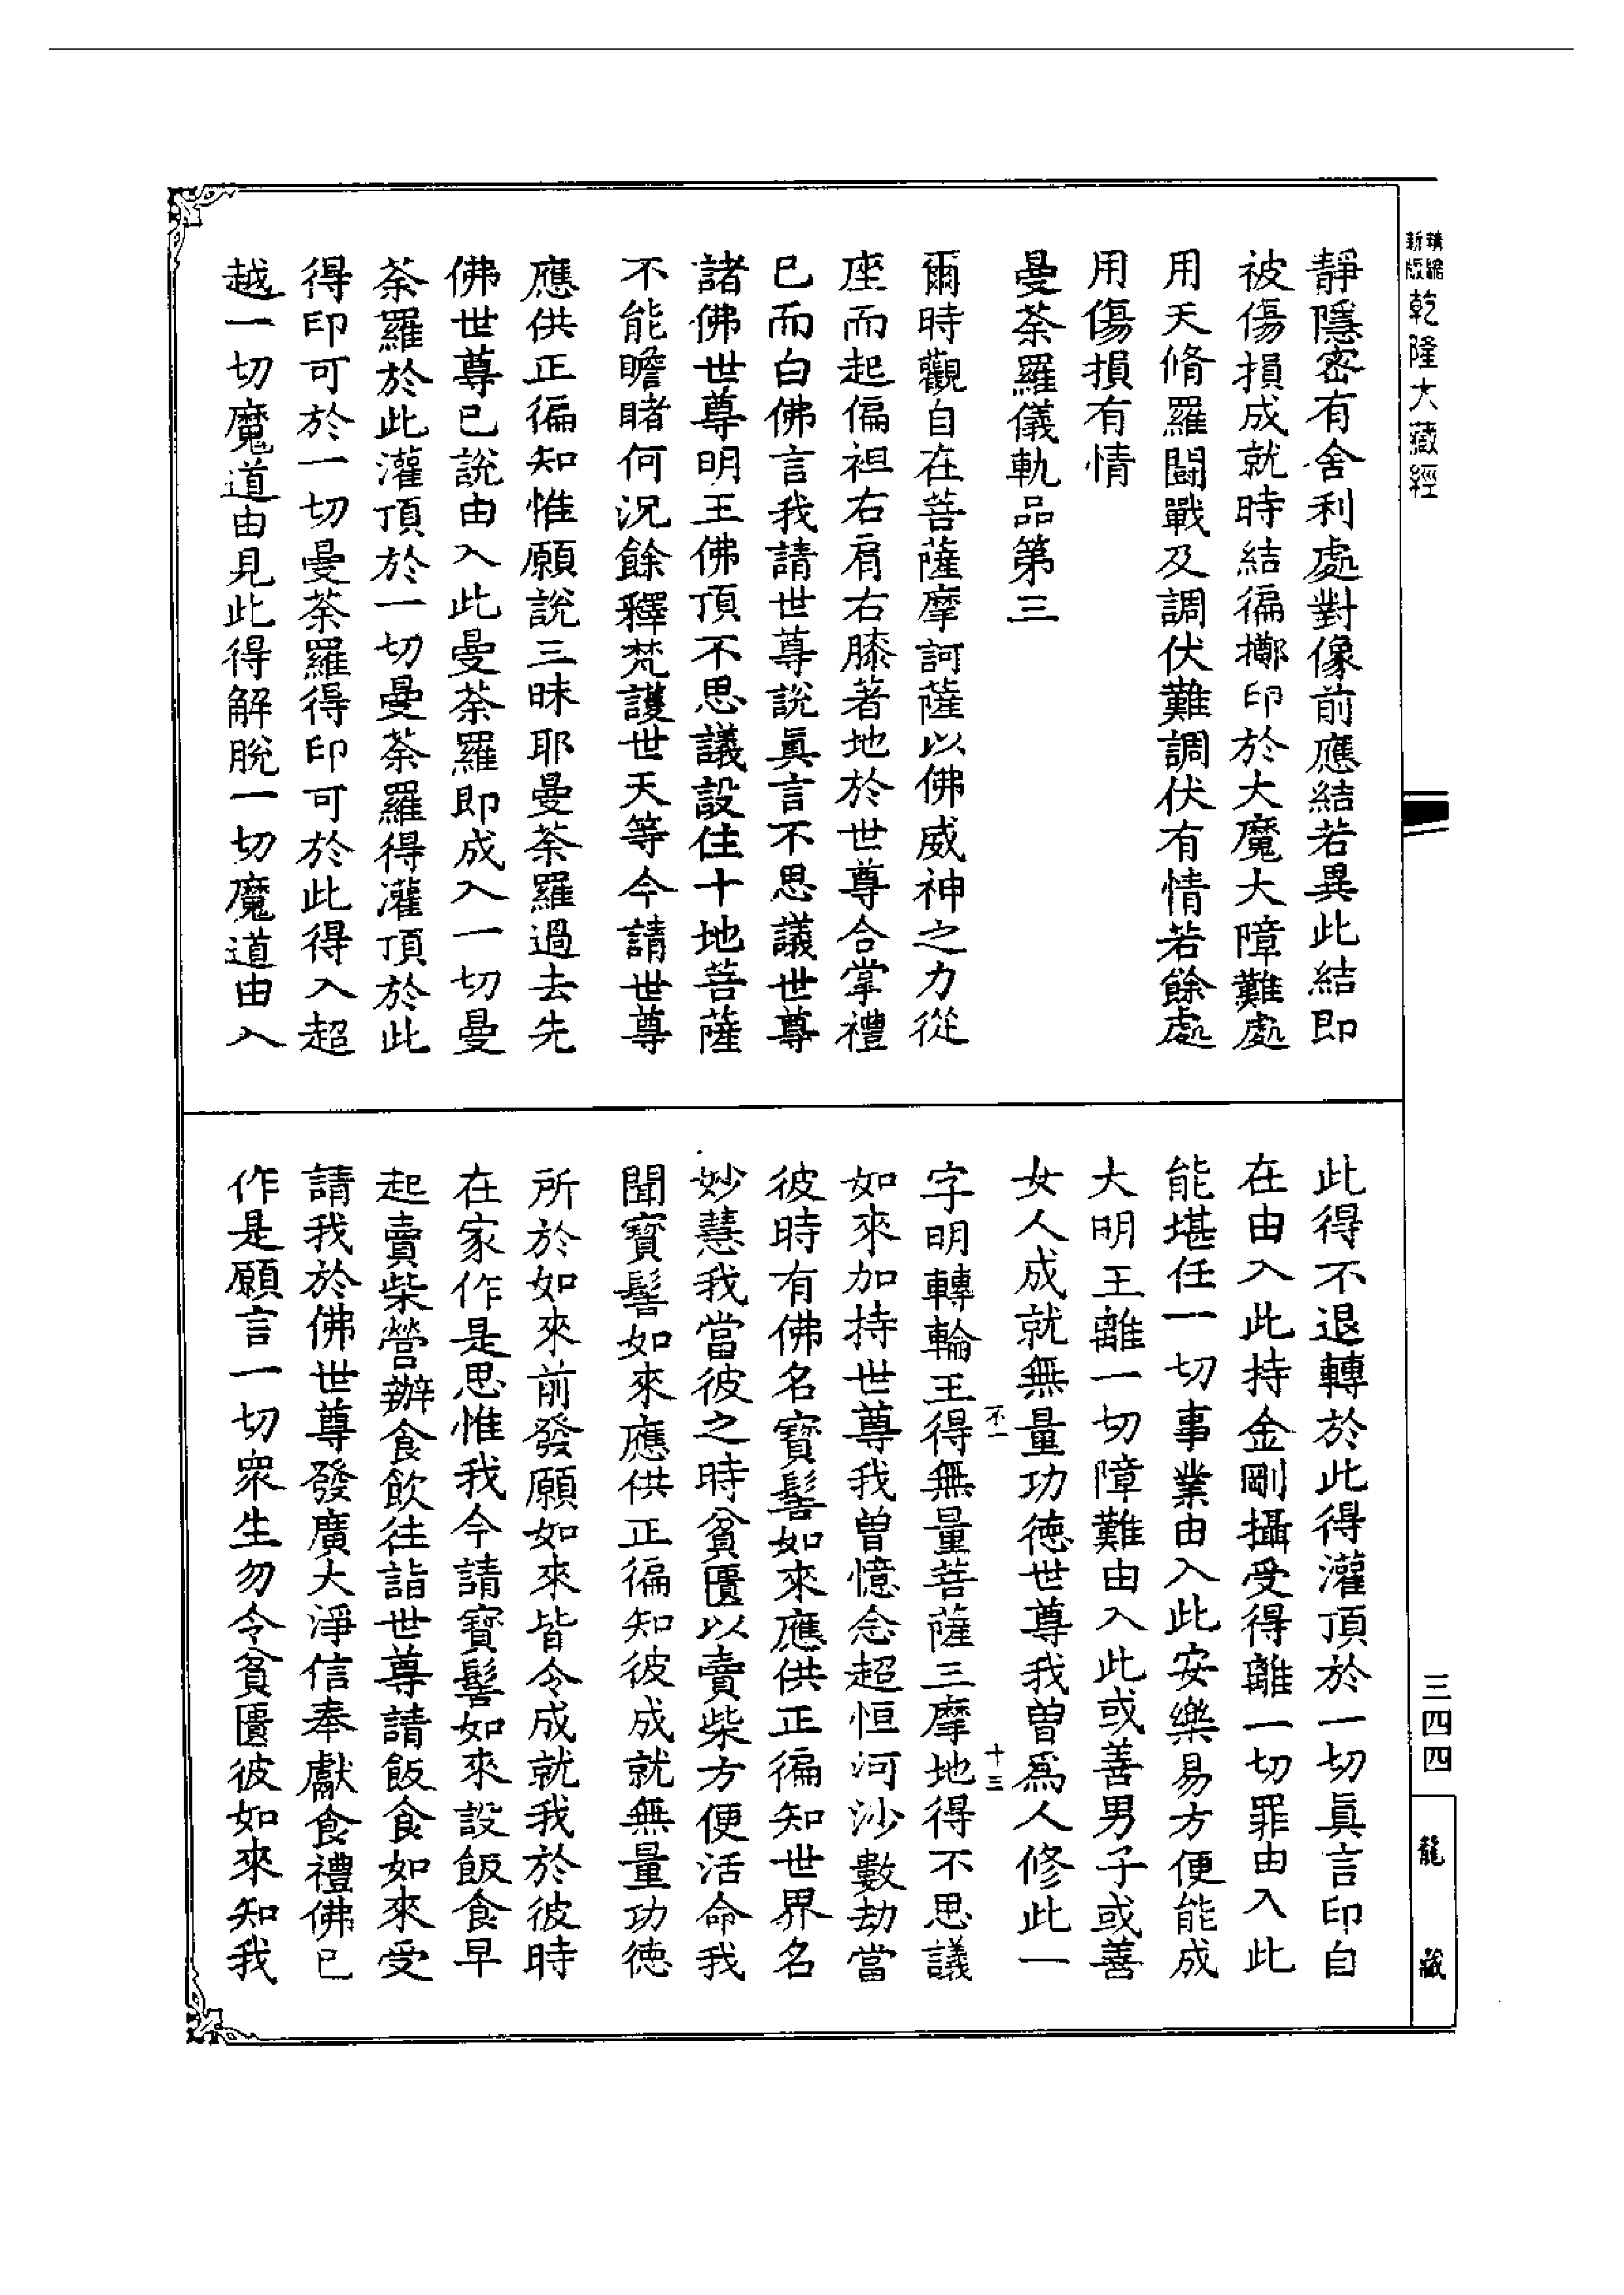 精縮新版乾隆大藏經
靜隱密有舍利處對像前應結若異此結即
被傷損成就時結徧擲印於大魔大障難處
用天脩羅鬭戰及調伏難調伏有情若餘處
用傷損有情
曼荼羅儀軌品第三
爾時觀自在菩薩摩訶薩以佛威神之力從
座而起偏袒右肩右膝著地於世尊合掌禮
已而白佛言我請世尊說眞言不思議世尊
諸佛世尊明王佛頂不思議設住十地菩薩
不能瞻睹何況餘釋梵護世天等今請世尊
應供正徧知惟願說三昧耶曼荼羅過去先
佛世尊已說由入此曼荼羅即成入一切曼
荼羅於此灌頂於一切曼荼羅得灌頂於此
得印可於一切曼荼羅得印可於此得入超
越一切魔道由見此得解脫一切魔道由入
此得不退轉於此得灌頂於一切眞言印自
在由入此持金剛攝受得離一切罪由入此
能堪任一切事業由入此安樂易方便能成
大明王離一切障難由入此或善男子或善
女人成就無量功德世尊我曾爲人修此一
不一
十三
字明轉輪王得無量菩薩三摩地得不思議
如來加持世尊我曾憶念超恒河沙數劫當
彼時有佛名寶髻如來應供正徧知世界名
妙慧我當彼之時貧匱以賣柴方便活命我
聞寶髻如來應供正徧知彼成就無量功德
所於如來前發願如來皆令成就我於彼時
在家作是思惟我今請寶髻如來設飯食早
起賣柴營辦食飲往詣世尊請飯食如來受
請我於佛世尊發廣大淨信奉獻食禮佛已
作是願言一切衆生勿令貧匱彼如來知我
三四四
龍藏